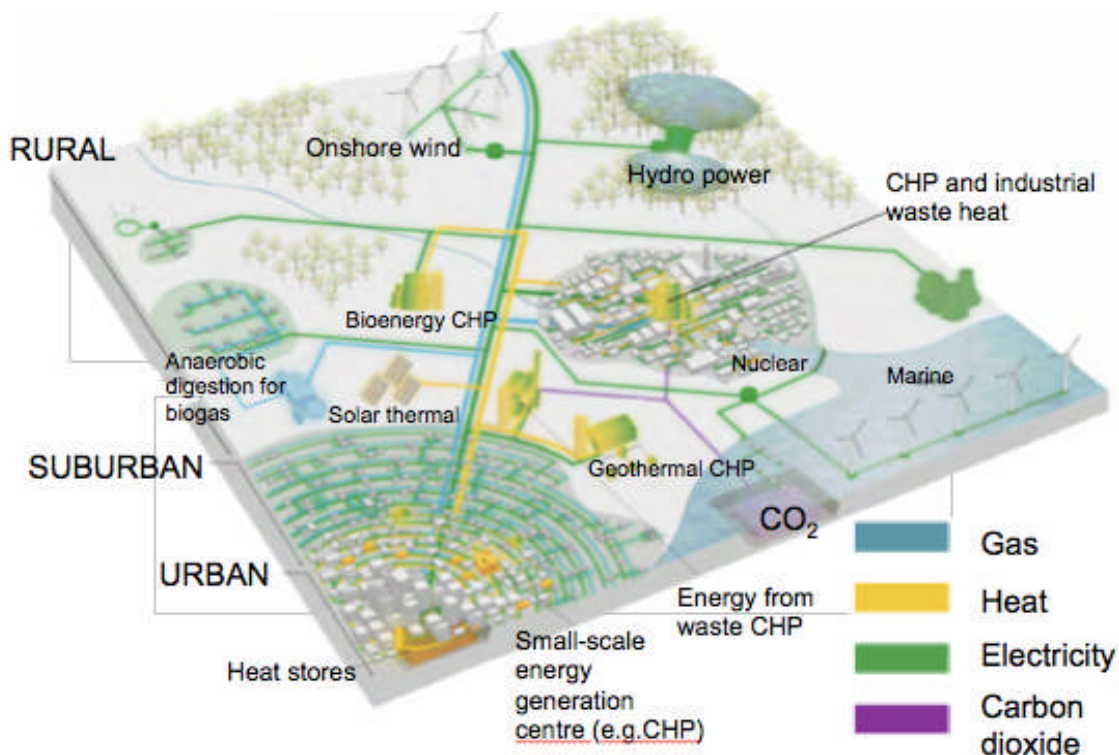 RURAL
Onshore wind
Hydro power
CHP and industrial
waste heat
Bioenergy CHP
Anaerobic
digestion for
biogas
Solar thermal
Nuclear
Marine
SUBURBAN
Geothermal CHP
CO₂
URBAN
Gas
Heat
Energy from
waste CHP
Electricity
Heat stores
Small-scale
energy
generation
centre (e.g.CHP)
Carbon
dioxide